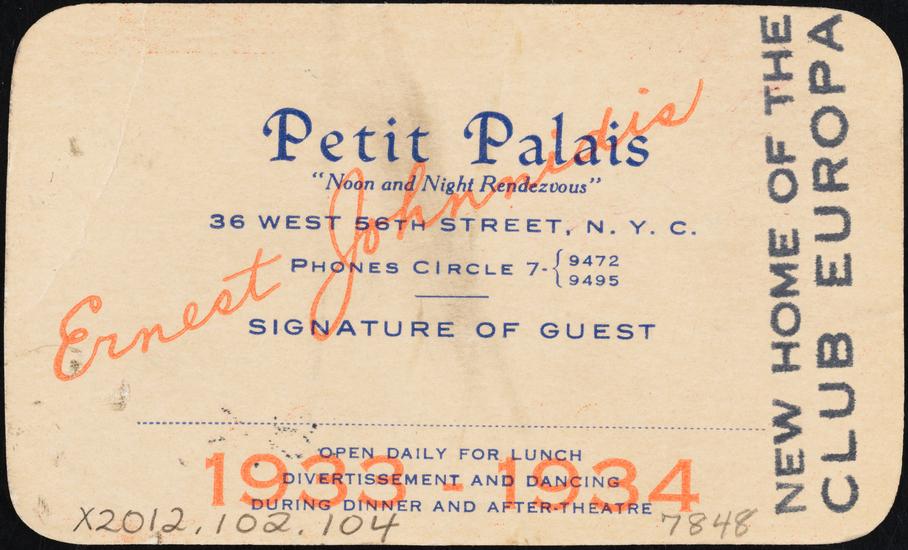 Petit Palais
"Noon and Night Rendezvous"
36 WEST 56TH STREET, N. Y. C.
PHONES CIRCLE 7-{9472
9495
SIGNATURE OF GUEST
Ernest Johnnidis
OPEN DAILY FOR LUNCH
DIVERTISSEMENT AND DANCING
DURING DINNER AND AFTER-THEATRE
1933 - 1934
X2012.102.104
7848
NEW HOME OF THE
CLUB EUROPA